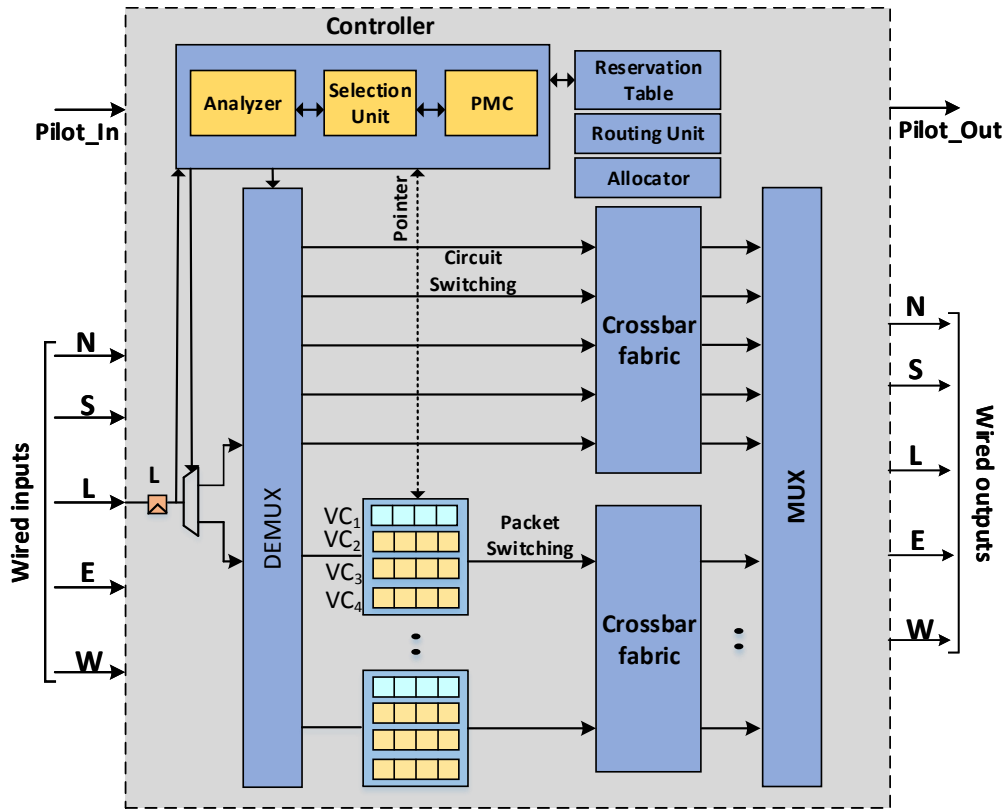 Controller
Analyzer
Selection
Unit
PMC
Reservation
Table
Routing Unit
Allocator
Pilot_In
Pilot_Out
Pointer
Circuit
Switching
Crossbar
fabric
DEMUX
MUX
Wired inputs
N
S
L
E
W
L
VC1
VC2
VC3
VC4
Packet
Switching
Crossbar
fabric
N
S
L
E
W
Wired outputs